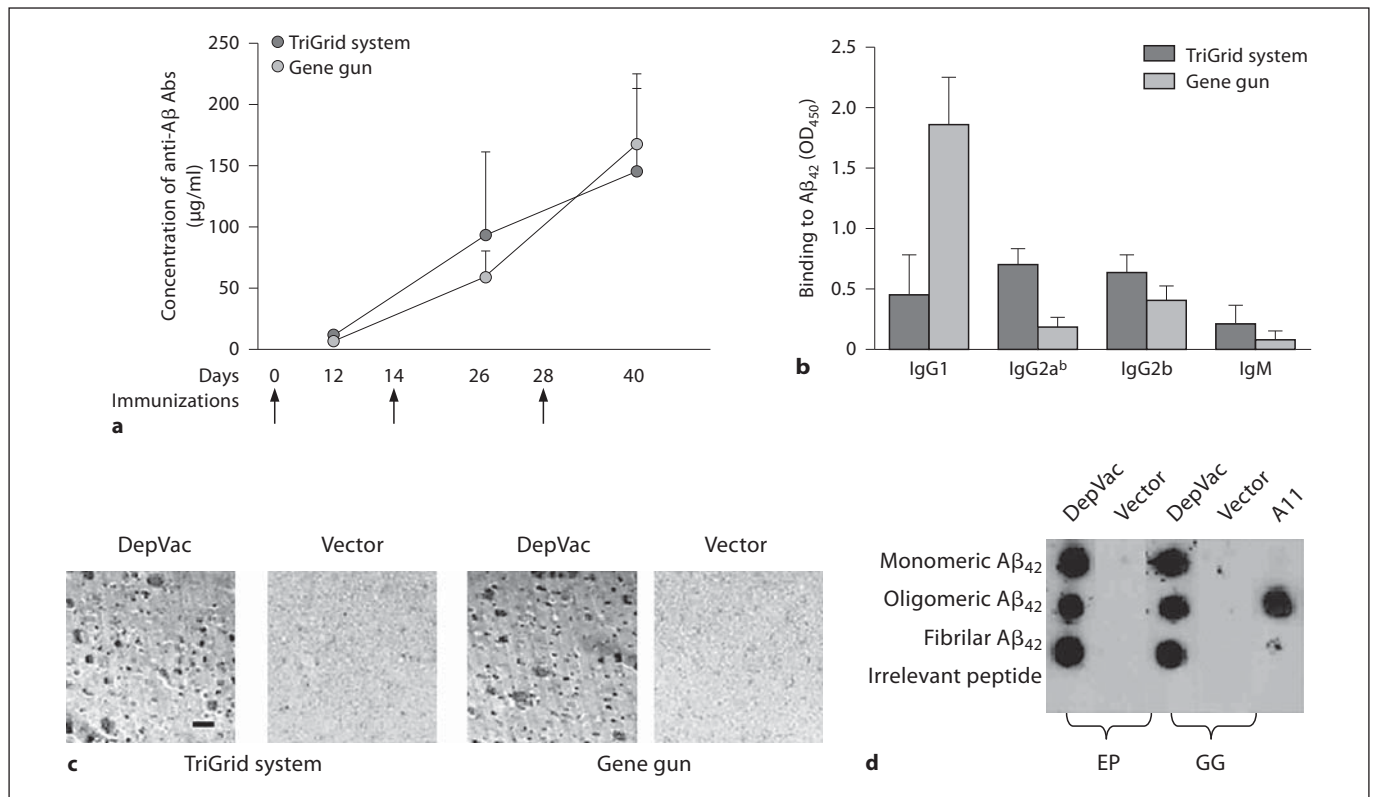 250
200
150
100
50
0
Concentration of anti-Aβ Abs
(µg/ml)
TriGrid system
Gene gun
Days 0 12 14 26 28 40
Immunizations
a
2.5
2.0
1.5
1.0
0.5
0
Binding to Aβ₄₂ (OD₄₅₀)
TriGrid system
Gene gun
IgG1 IgG2aᵇ IgG2b IgM
b
DepVac Vector DepVac Vector
TriGrid system Gene gun
c
DepVac Vector DepVac Vector A11
Monomeric Aβ₄₂
Oligomeric Aβ₄₂
Fibrilar Aβ₄₂
Irrelevant peptide
EP GG
d